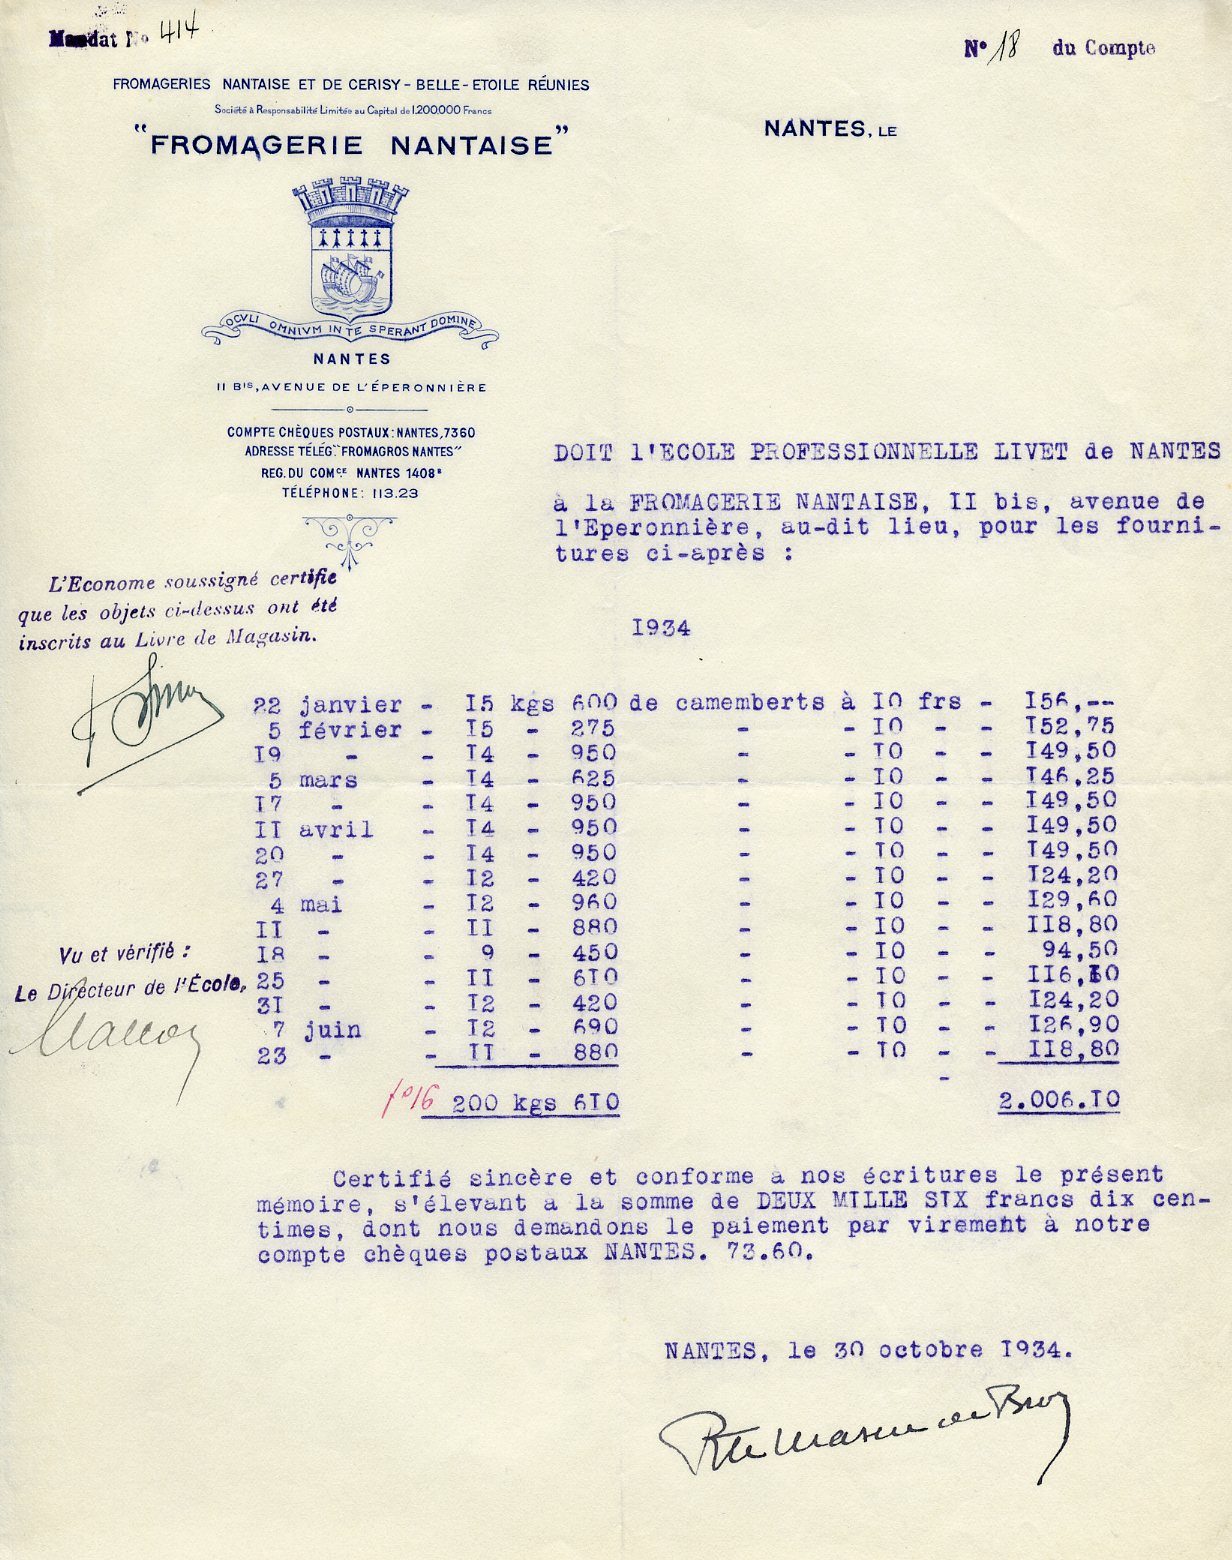 Mandat No 414
N° 18 du Compte
FROMAGERIES NANTAISE ET DE CERISY - BELLE - ETOILE RÉUNIES
Société à Responsabilité Limitée au Capital de 1.200.000 Francs
"FROMAGERIE NANTAISE"
NANTES, LE
OCVLI OMNIVM IN TE SPERANT DOMINE
NANTES
11 BIS, AVENUE DE L'ÉPERONNIÈRE
COMPTE CHÈQUES POSTAUX: NANTES, 7360
ADRESSE TÉLÉG. "FROMAGROS NANTES"
REG. DU COM.CE NANTES 1408 B
TÉLÉPHONE: 113.23
DOIT l'ECOLE PROFESSIONNELLE LIVET de NANTES
à la FROMAGERIE NANTAISE, II bis, avenue de
l'Eperonnière, au-dit lieu, pour les fourni-
tures ci-après :
L'Econome soussigné certifie
que les objets ci-dessus ont été
inscrits au Livre de Magasin.
I934
22 janvier - I5 kgs 600 de camemberts à IO frs - I56,--
5 février - I5 - 275 - - IO - - I52,75
I9 - - I4 - 950 - - IO - - I49,50
5 mars - I4 - 625 - - IO - - I46,25
I7 - - I4 - 950 - - IO - - I49,50
II avril - I4 - 950 - - IO - - I49,50
20 - - I4 - 950 - - IO - - I49,50
27 - - I2 - 420 - - IO - - I24,20
4 mai - I2 - 960 - - IO - - I29,60
II - - II - 880 - - IO - - II8,80
I8 - - 9 - 450 - - IO - - 94,50
25 - - II - 6I0 - - IO - - II6,I0
3I - - I2 - 420 - - IO - - I24,20
7 juin - I2 - 690 - - IO - - I26,90
23 - - II - 880 - - IO - - II8,80
-
Vu et vérifié :
Le Directeur de l'École,
f° 16 200 kgs 6I0 2.006.I0
Certifié sincère et conforme à nos écritures le présent
mémoire, s'élevant a la somme de DEUX MILLE SIX francs dix cen-
times, dont nous demandons le paiement par virement à notre
compte chèques postaux NANTES. 73.60.
NANTES, le 30 octobre I934.